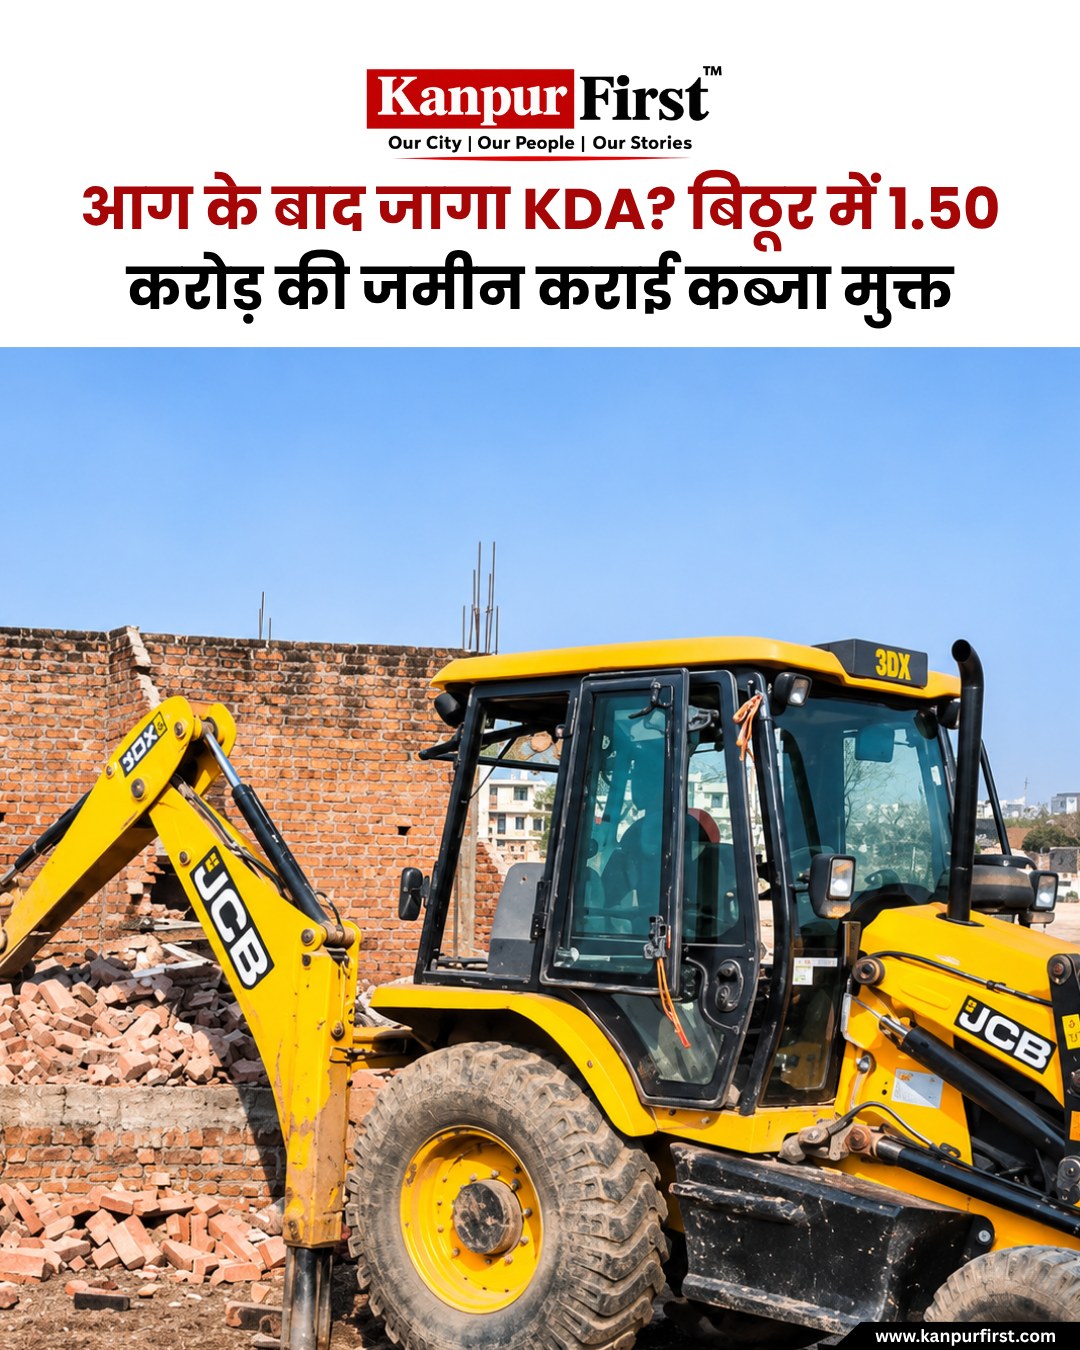 Kanpur First™
Our City | Our People | Our Stories
आग के बाद जागा KDA? बिठूर में 1.50
करोड़ की जमीन कराई कब्जा मुक्त
3DX
3DX
JCB
JCB
www.kanpurfirst.com